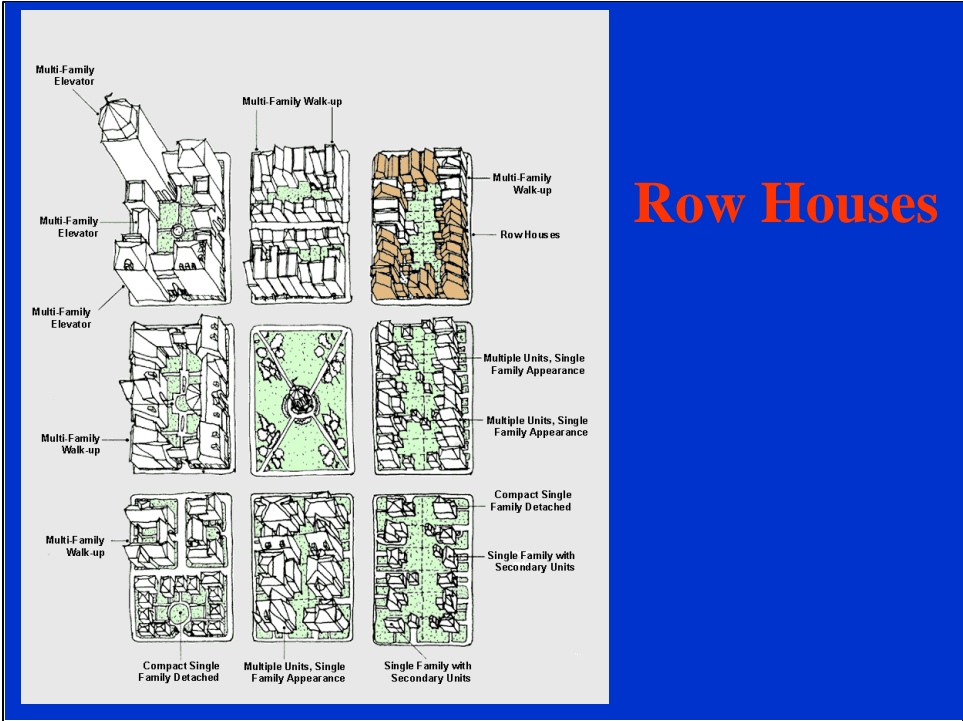 Row Houses
Multi-Family
Elevator
Multi-Family Walk-up
Multi-Family
Walk-up
Multi-Family
Elevator
Row Houses
Multi-Family
Elevator
Multiple Units, Single
Family Appearance
Multiple Units, Single
Family Appearance
Multi-Family
Walk-up
Compact Single
Family Detached
Multi-Family
Walk-up
Single Family with
Secondary Units
Compact Single
Family Detached
Multiple Units, Single
Family Appearance
Single Family with
Secondary Units